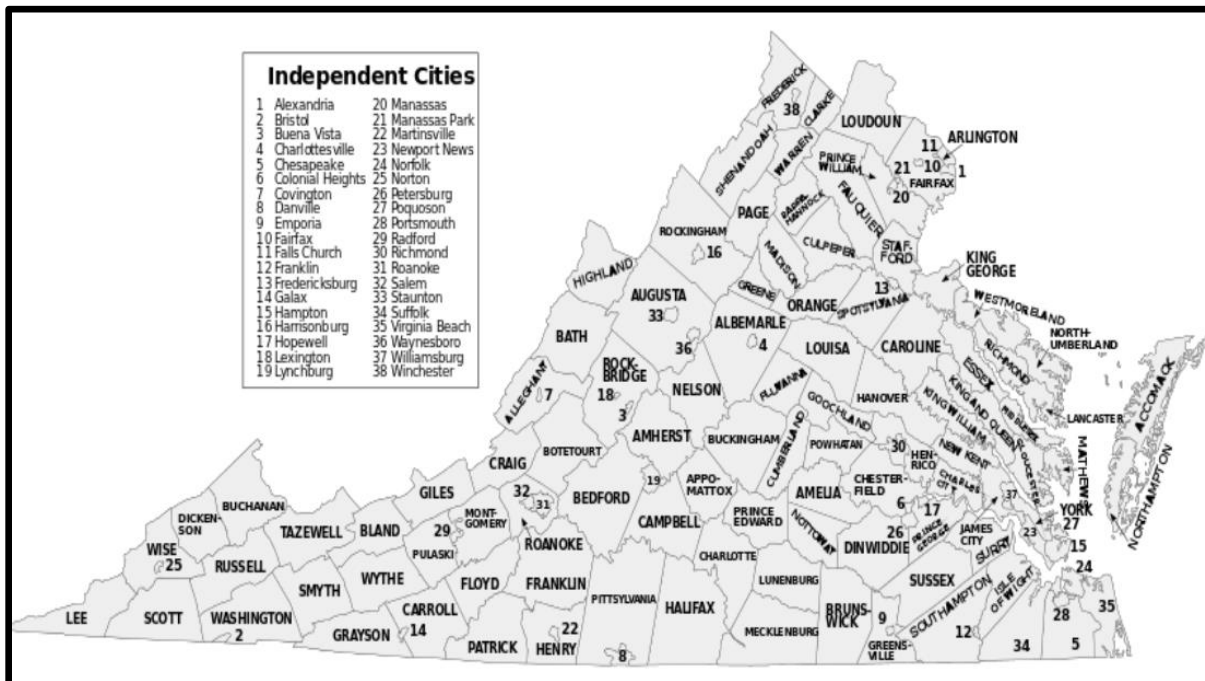 Independent Cities
1 Alexandria
2 Bristol
3 Buena Vista
4 Charlottesville
5 Chesapeake
6 Colonial Heights
7 Covington
8 Danville
9 Emporia
10 Fairfax
11 Falls Church
12 Franklin
13 Fredericksburg
14 Galax
15 Hampton
16 Harrisonburg
17 Hopewell
18 Lexington
19 Lynchburg
20 Manassas
21 Manassas Park
22 Martinsville
23 Newport News
24 Norfolk
25 Norton
26 Petersburg
27 Poquoson
28 Portsmouth
29 Radford
30 Richmond
31 Roanoke
32 Salem
33 Staunton
34 Suffolk
35 Virginia Beach
36 Waynesboro
37 Williamsburg
38 Winchester
FREDERICK
38
CLARKE
LOUDOUN
ARLINGTON
11
10
1
FAIRFAX
21
20
PRINCE
WILLIAM
SHENANDOAH
WARREN
FAUQUIER
RAPPA-
HANNOCK
PAGE
CULPEPER
STAF-
FORD
KING
GEORGE
ROCKINGHAM
16
MADISON
GREENE
ORANGE
13
SPOTSYLVANIA
WESTMORELAND
NORTH-
UMBERLAND
RICHMOND
HIGHLAND
AUGUSTA
33
36
ALBEMARLE
4
LOUISA
CAROLINE
ESSEX
LANCASTER
ACCOMACK
NORTHAMPTON
BATH
ROCK-
BRIDGE
18
3
NELSON
FLUVANNA
GOOCHLAND
HANOVER
KING AND QUEEN
KING WILLIAM
MIDDLESEX
GLOUCESTER
MATHEWS
ALLEGHANY
7
BOTETOURT
AMHERST
BUCKINGHAM
CUMBERLAND
POWHATAN
30
HEN-
RICO
NEW KENT
CHARLES
CITY
37
YORK
27
15
24
23
CRAIG
32
31
BEDFORD
19
APPO-
MATTOX
AMELIA
CHESTER-
FIELD
6
17
PRINCE
GEORGE
JAMES
CITY
SURRY
GILES
MONT-
GOMERY
29
ROANOKE
CAMPBELL
PRINCE
EDWARD
NOTTOWAY
DINWIDDIE
26
ISLE
OF WIGHT
BUCHANAN
DICKEN-
SON
TAZEWELL
BLAND
PULASKI
WISE
25
RUSSELL
WYTHE
SMYTH
FLOYD
FRANKLIN
CHARLOTTE
LUNENBURG
SUSSEX
SOUTHAMPTON
LEE
SCOTT
WASHINGTON
2
GRAYSON
CARROLL
14
PATRICK
22
HENRY
PITTSYLVANIA
8
HALIFAX
MECKLENBURG
BRUNS-
WICK
9
GREENS-
VILLE
12
34
28
5
35